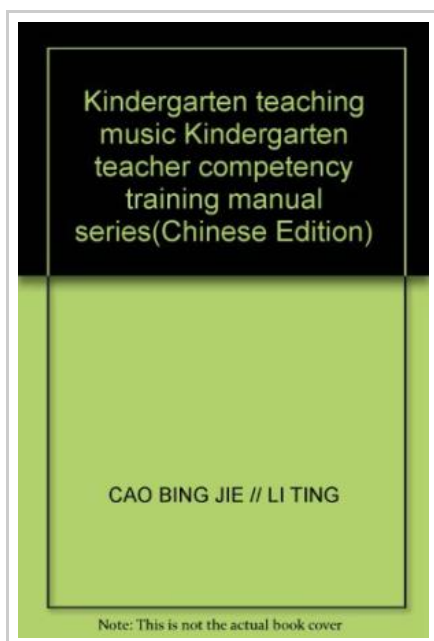 Kindergarten teaching
music Kindergarten
teacher competency
training manual
series(Chinese Edition)
CAO BING JIE // LI TING
Note: This is not the actual book cover